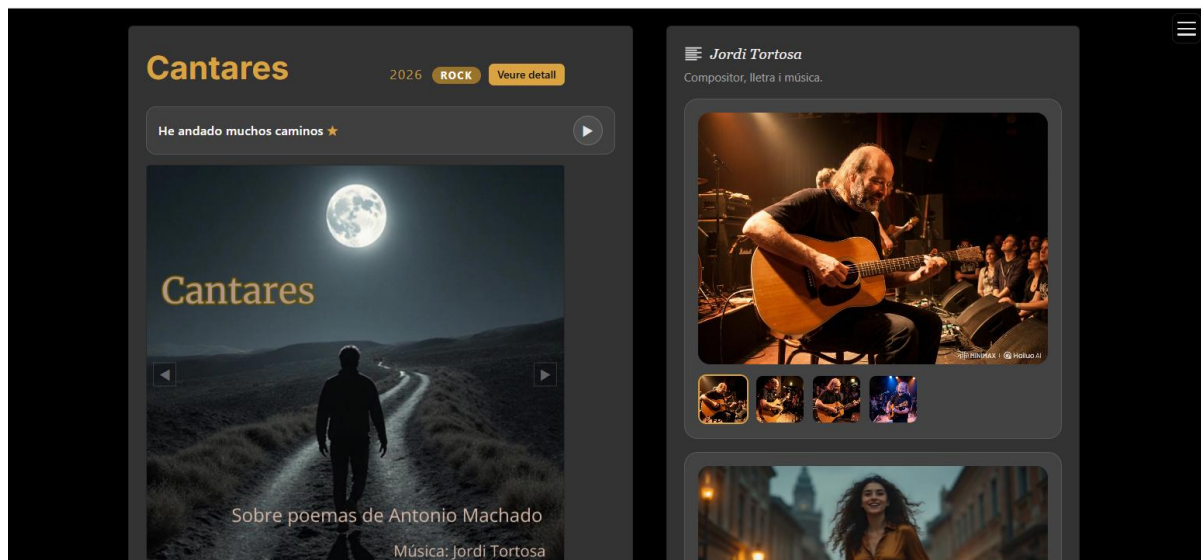 Cantares
2026 ROCK Veure detall
He andado muchos caminos ★
Cantares
Sobre poemas de Antonio Machado
Música: Jordi Tortosa
Jordi Tortosa
Compositor, lletra i música.
MINIMAX | Hailuo AI